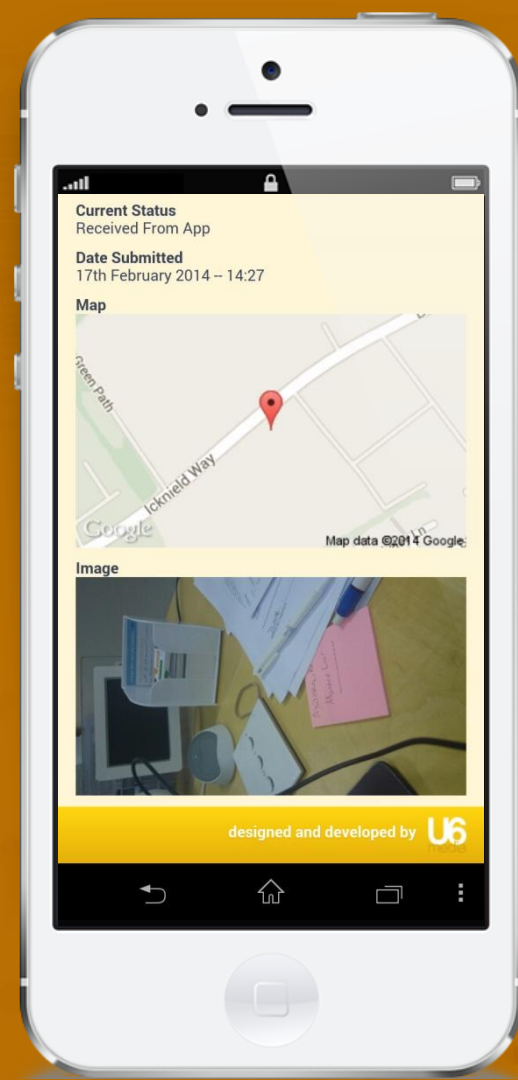 Current Status
Received From App
Date Submitted
17th February 2014 -- 14:27
Map
Green Path
Icknield Way
Google
Map data ©2014 Google
Image
designed and developed by U6
media